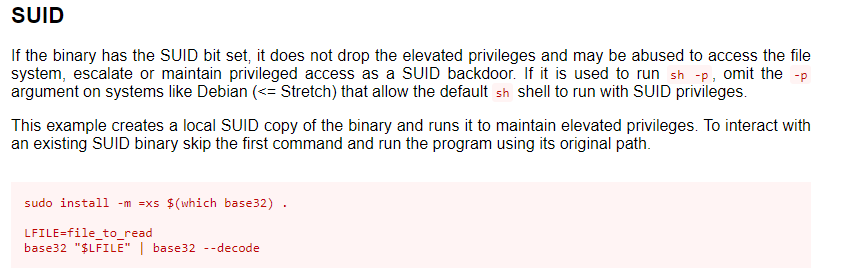 SUID
If the binary has the SUID bit set, it does not drop the elevated privileges and may be abused to access the file
system, escalate or maintain privileged access as a SUID backdoor. If it is used to run sh -p, omit the -p
argument on systems like Debian (<= Stretch) that allow the default sh shell to run with SUID privileges.
This example creates a local SUID copy of the binary and runs it to maintain elevated privileges. To interact with
an existing SUID binary skip the first command and run the program using its original path.
sudo install -m =xs $(which base32) .
LFILE=file_to_read
base32 "$LFILE" | base32 --decode